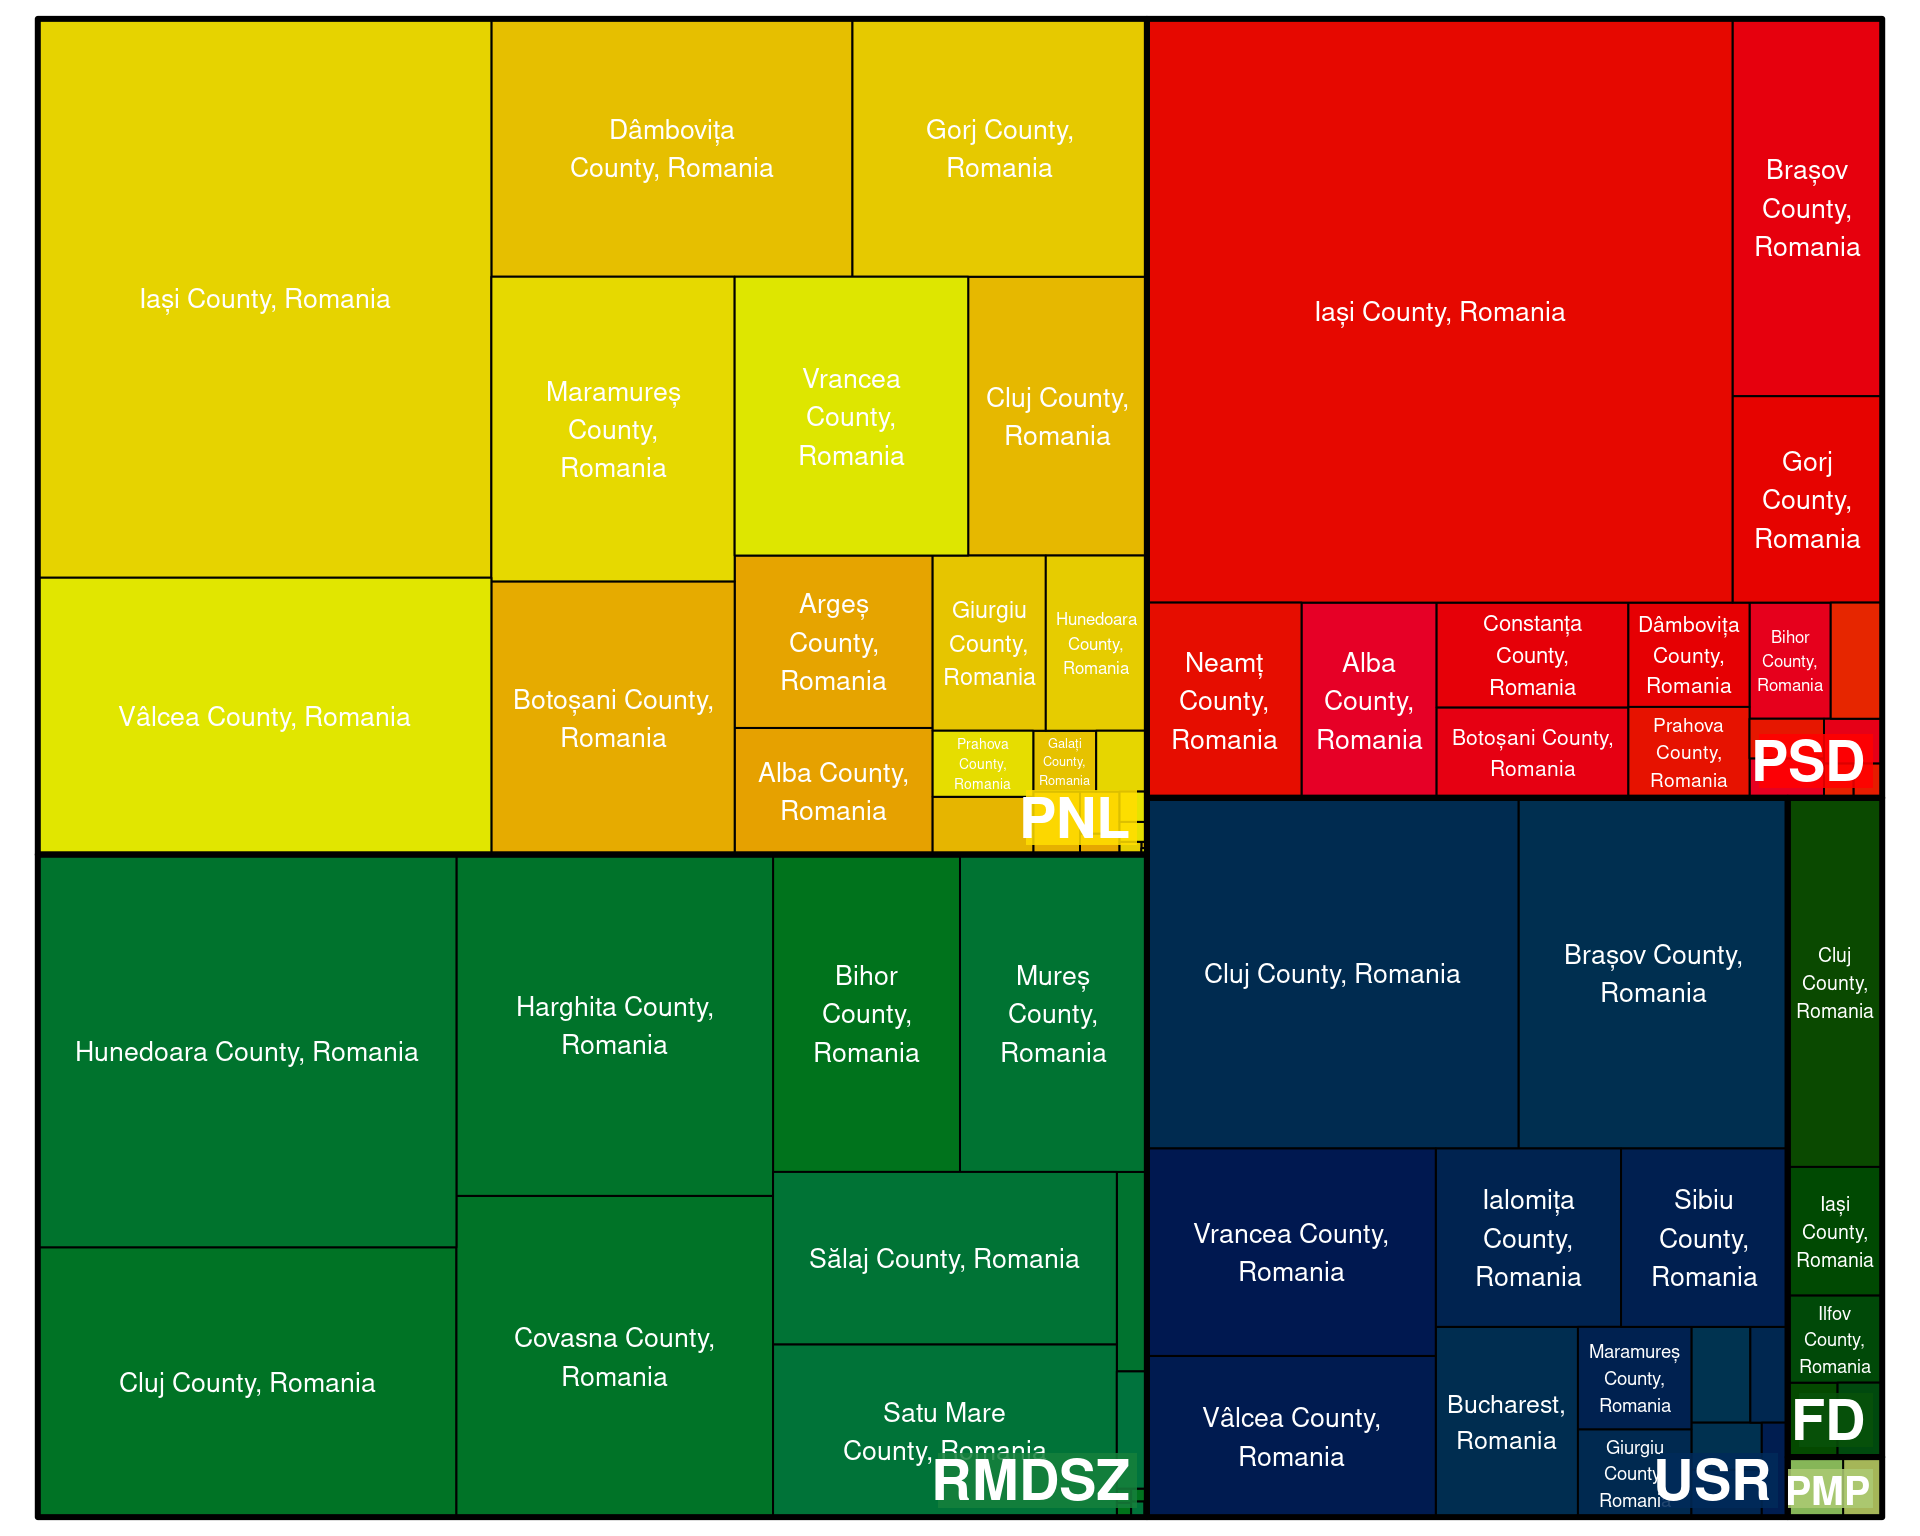 Iași County, Romania
Dâmbovița
County, Romania
Gorj County,
Romania
Maramureș
County,
Romania
Vrancea
County,
Romania
Cluj County,
Romania
Vâlcea County, Romania
Botoșani County,
Romania
Argeș
County,
Romania
Giurgiu
County,
Romania
Hunedoara
County,
Romania
Alba County,
Romania
Prahova
County,
Romania
Galați
County,
Romania
PNL
Iași County, Romania
Brașov
County,
Romania
Gorj
County,
Romania
Neamț
County,
Romania
Alba
County,
Romania
Constanța
County,
Romania
Botoșani County,
Romania
Dâmbovița
County,
Romania
Prahova
County,
Romania
Bihor
County,
Romania
PSD
Hunedoara County, Romania
Harghita County,
Romania
Bihor
County,
Romania
Mureș
County,
Romania
Cluj County, Romania
Covasna County,
Romania
Sălaj County, Romania
Satu Mare
County, Romania
RMDSZ
Cluj County, Romania
Brașov County,
Romania
Vrancea County,
Romania
Ialomița
County,
Romania
Sibiu
County,
Romania
Vâlcea County,
Romania
Bucharest,
Romania
Maramureș
County,
Romania
Giurgiu
County,
Romania
USR
Cluj
County,
Romania
Iași
County,
Romania
Ilfov
County,
Romania
FD
PMP